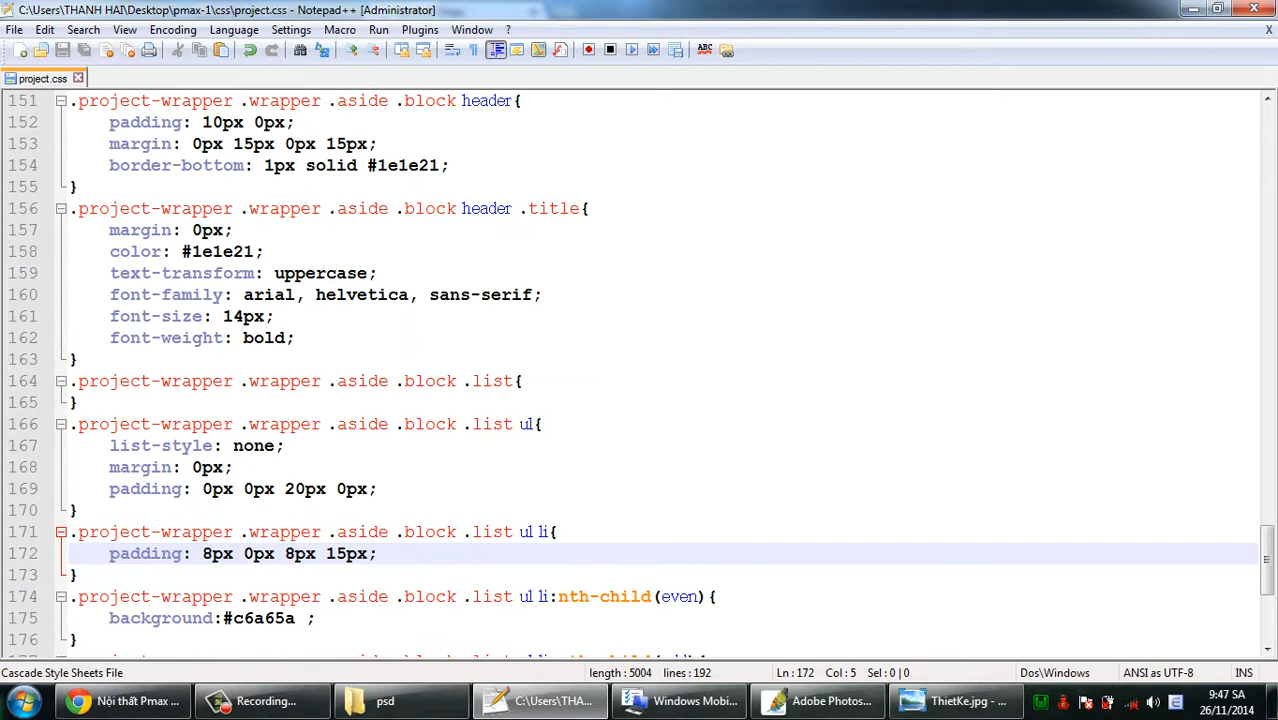 C:\Users\THANH HAI\Desktop\pmax-1\css\project.css - Notepad++ [Administrator]
File Edit Search View Encoding Language Settings Macro Run Plugins Window ? X
ABC
project.css
151 .project-wrapper .wrapper .aside .block header{
152 padding: 10px 0px;
153 margin: 0px 15px 0px 15px;
154 border-bottom: 1px solid #1e1e21;
155 }
156 .project-wrapper .wrapper .aside .block header .title{
157 margin: 0px;
158 color: #1e1e21;
159 text-transform: uppercase;
160 font-family: arial, helvetica, sans-serif;
161 font-size: 14px;
162 font-weight: bold;
163 }
164 .project-wrapper .wrapper .aside .block .list{
165 }
166 .project-wrapper .wrapper .aside .block .list ul{
167 list-style: none;
168 margin: 0px;
169 padding: 0px 0px 20px 0px;
170 }
171 .project-wrapper .wrapper .aside .block .list ul li{
172 padding: 8px 0px 8px 15px;
173 }
174 .project-wrapper .wrapper .aside .block .list ul li:nth-child(even){
175 background:#c6a65a ;
176 }
Cascade Style Sheets File length : 5004 lines : 192 Ln : 172 Col : 5 Sel : 0 | 0 Dos\Windows ANSI as UTF-8 INS
Nội thất Pmax ... Recording... psd C:\Users\THA... Windows Mobi... Adobe Photos... ThietKe.jpg - ... 9:47 SA
26/11/2014